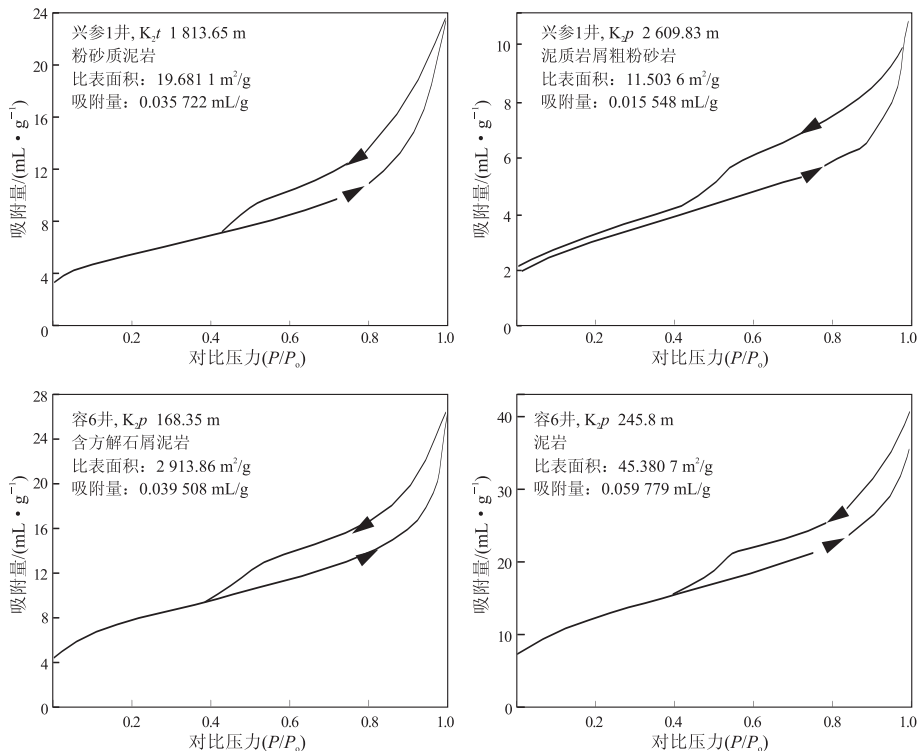 24
20
16
12
8
4
0
吸附量/(mL·g⁻¹)
兴参1井, K₂t 1 813.65 m
粉砂质泥岩
比表面积：19.681 1 m²/g
吸附量：0.035 722 mL/g
0.2 0.4 0.6 0.8 1.0
对比压力(P/Pₒ)
10
8
6
4
2
0
吸附量/(mL·g⁻¹)
兴参1井, K₂p 2 609.83 m
泥质岩屑粗粉砂岩
比表面积：11.503 6 m²/g
吸附量：0.015 548 mL/g
0.2 0.4 0.6 0.8 1.0
对比压力(P/Pₒ)
28
24
20
16
12
8
4
0
吸附量/(mL·g⁻¹)
容6井, K₂p 168.35 m
含方解石屑泥岩
比表面积：2 913.86 m²/g
吸附量：0.039 508 mL/g
0.2 0.4 0.6 0.8 1.0
对比压力(P/Pₒ)
40
30
20
10
0
吸附量/(mL·g⁻¹)
容6井, K₂p 245.8 m
泥岩
比表面积：45.380 7 m²/g
吸附量：0.059 779 mL/g
0.2 0.4 0.6 0.8 1.0
对比压力(P/Pₒ)